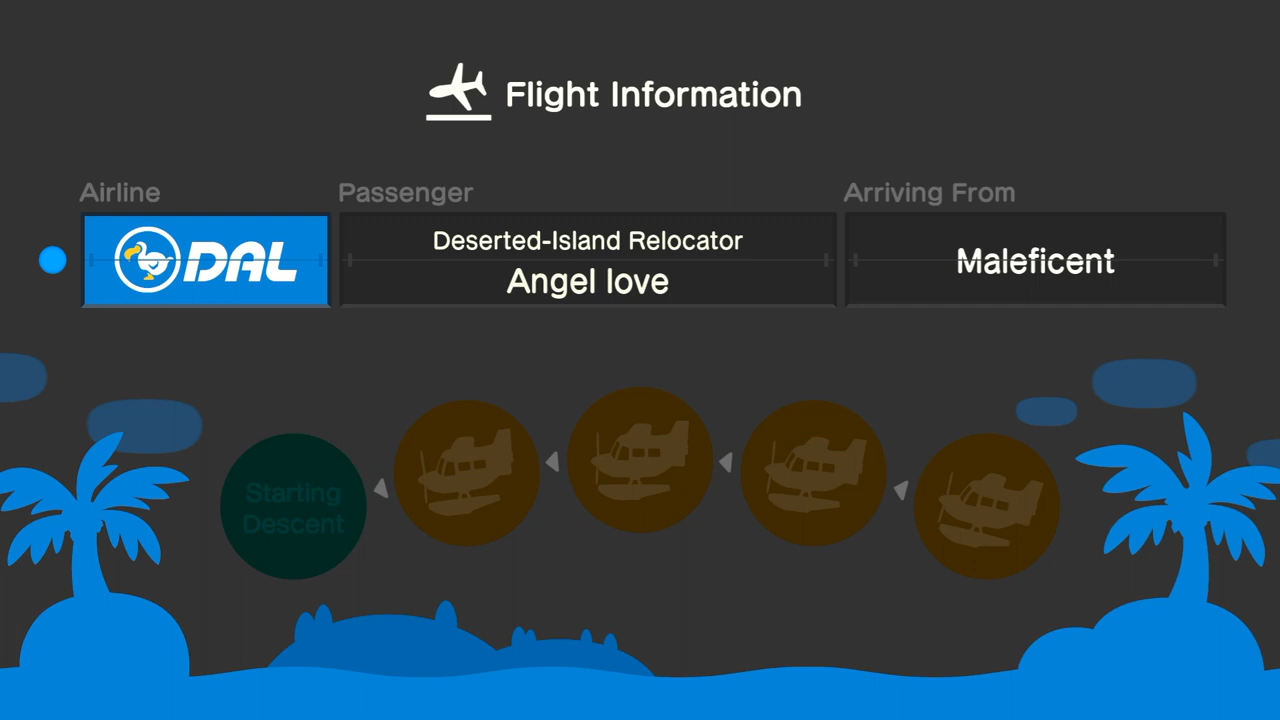 Flight Information
Airline
Passenger
Arriving From
DAL
Deserted-Island Relocator
Angel love
Maleficent
Starting
Descent